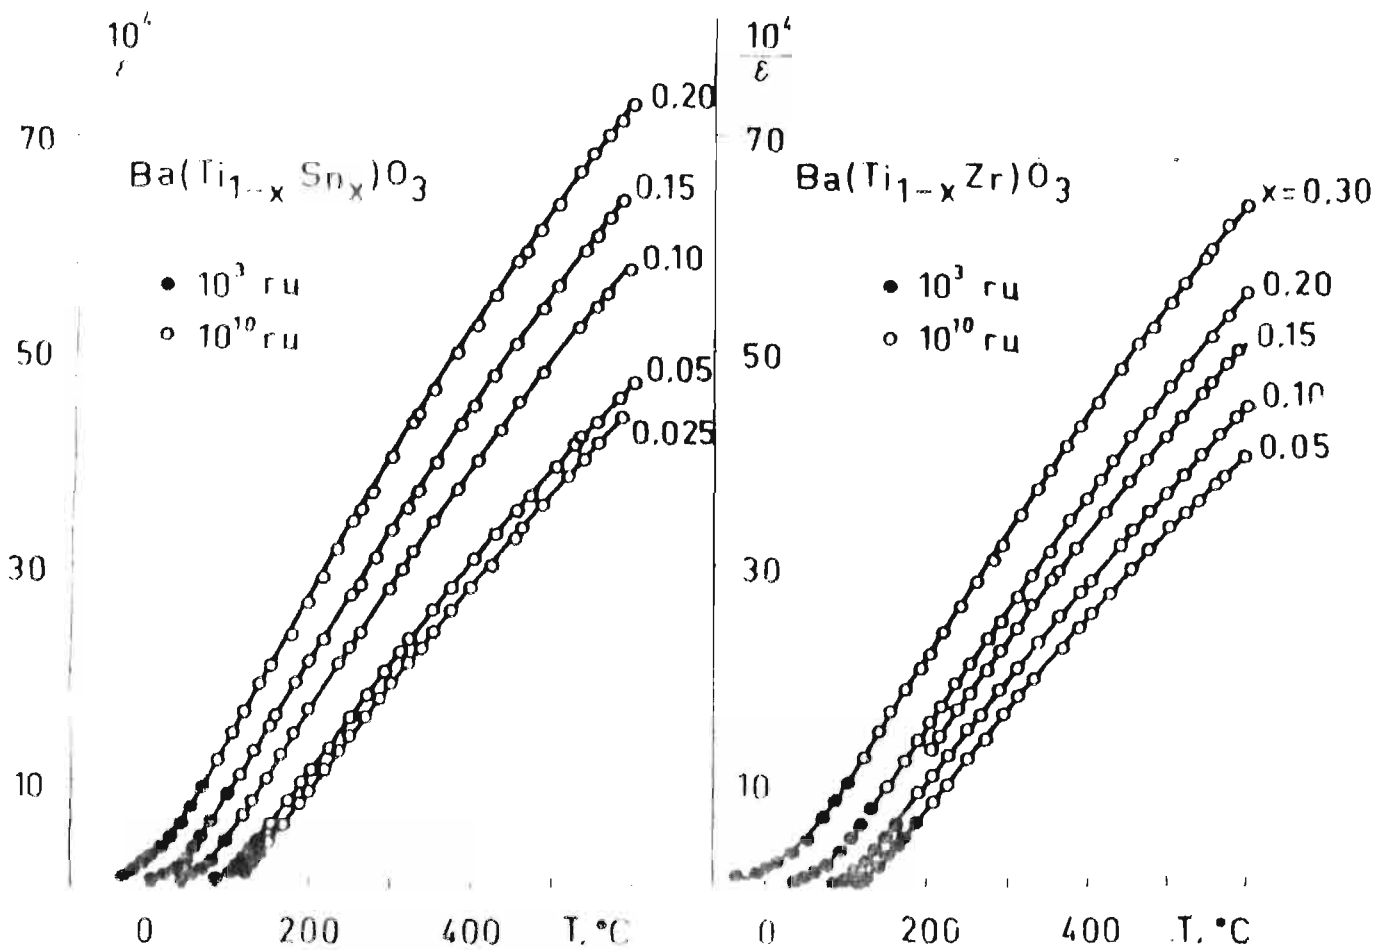 10⁴
ε
70
50
30
10
Ba(Ti₁₋ₓ Snₓ)O₃
● 10³ ru
○ 10¹⁰ ru
0.20
0.15
0.10
0.05
0.025
0 200 400 T, °C
10⁴
ε
70
50
30
10
Ba(Ti₁₋ₓ Zr)O₃
● 10³ ru
○ 10¹⁰ ru
x=0,30
0,20
0.15
0,10
0.05
0 200 400 T, °C